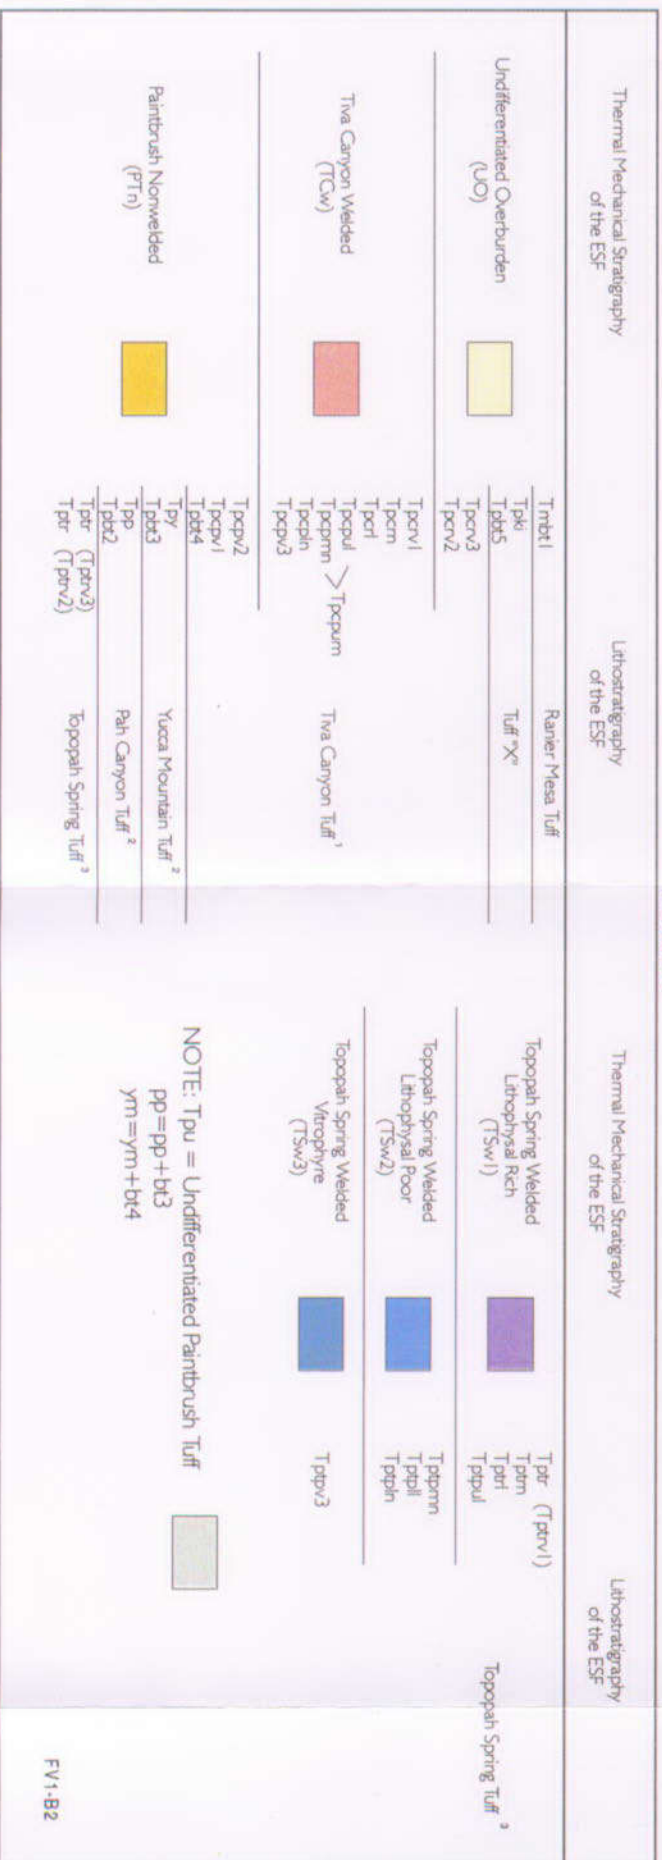 Thermal Mechanical Stratigraphy
of the ESF
Lithostratigraphy
of the ESF
Thermal Mechanical Stratigraphy
of the ESF
Lithostratigraphy
of the ESF
Undifferentiated Overburden
(UO)
Tmbt1
Ranier Mesa Tuff
Tpki
Tuff "X"
Tpbt5
Tpcrv3
Tpcrv2
Tiva Canyon Welded
(TCw)
Tpcrv1
Tpcrn
Tpcrl
Tpcpul
Tpcpmn > Tpcpum
Tpcpln
Tpcpv3
Tiva Canyon Tuff 1
Paintbrush Nonwelded
(PTn)
Tpcpv2
Tpcpv1
Tpbt4
Tpy
Yucca Mountain Tuff 2
Tpbt3
Tpp
Pah Canyon Tuff 2
Tpbt2
Tptr (Tptrv3)
Tptr (Tptrv2)
Topopah Spring Tuff 3
Topopah Spring Welded
Lithophysal Rich
(TSw1)
Tptr (Tptrv1)
Tptrn
Tptrl
Tptpul
Topopah Spring Tuff 3
Topopah Spring Welded
Lithophysal Poor
(TSw2)
Tptpmn
Tptpll
Tptpln
Topopah Spring Welded
Vitrophyre
(TSw3)
Tptpv3
NOTE: Tpu = Undifferentiated Paintbrush Tuff
pp=pp+bt3
ym=ym+bt4
FV1-B2